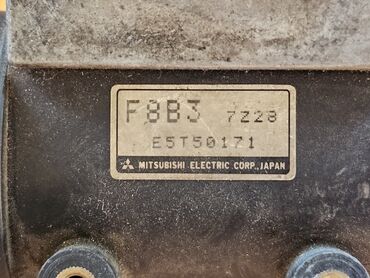 F8B3 7Z28
E5T50171
MITSUBISHI ELECTRIC CORP., JAPAN